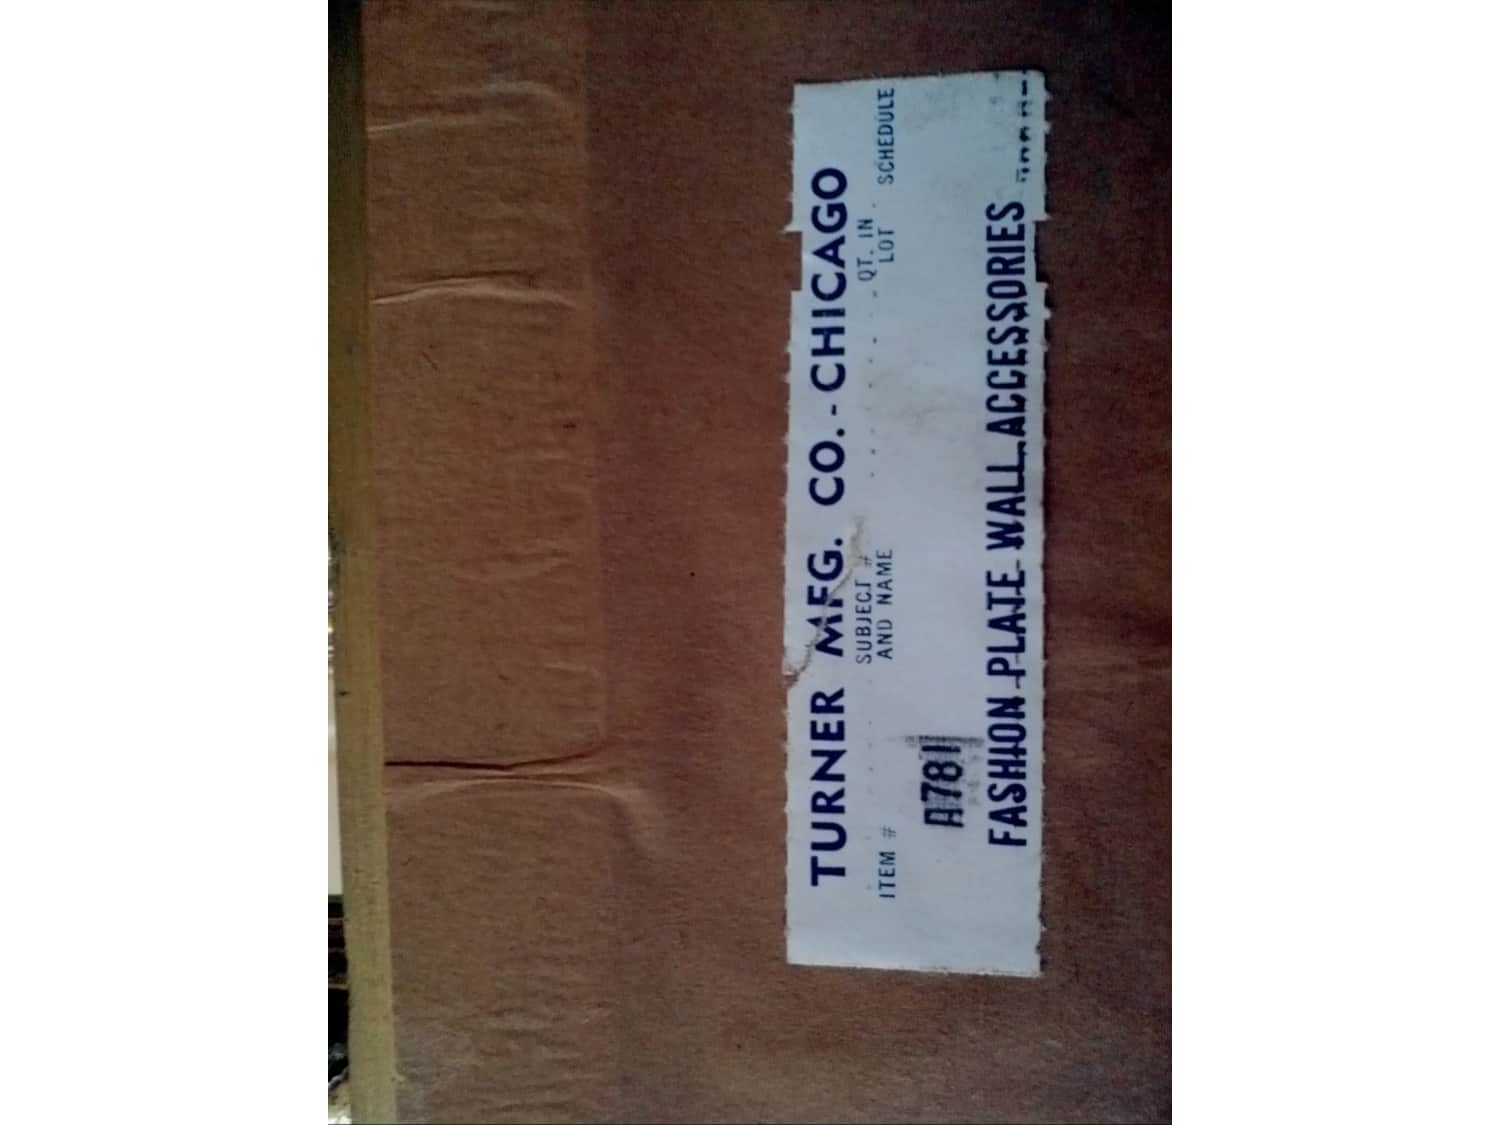 TURNER MFG. CO.-CHICAGO
ITEM # SUBJECT # AND NAME QT. IN LOT SCHEDULE
A781
FASHION PLATE WALL ACCESSORIES